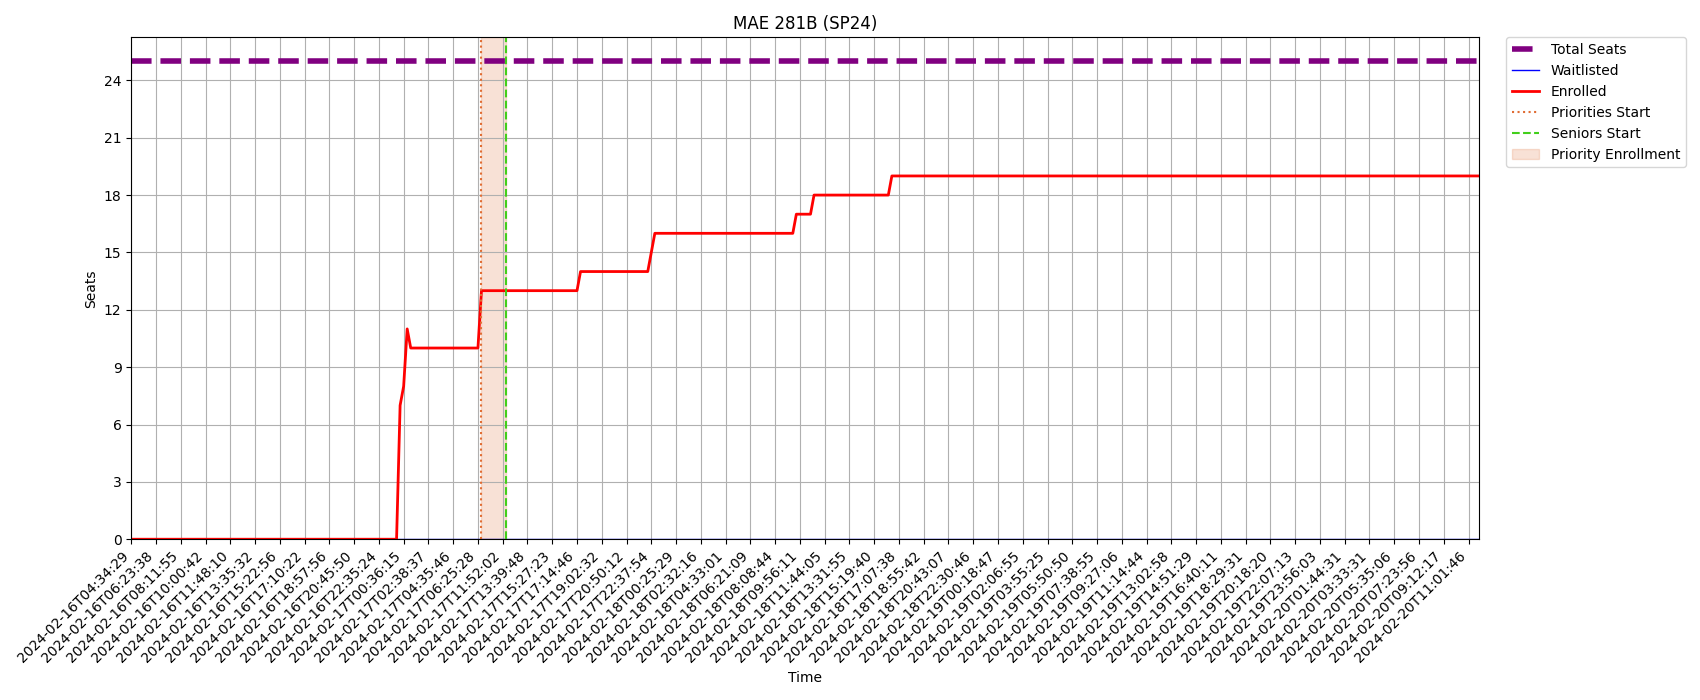 MAE 281B (SP24)
Total Seats
Waitlisted
Enrolled
Priorities Start
Seniors Start
Priority Enrollment
Seats
24
21
18
15
12
9
6
3
0
2024-02-16T04:34:29
2024-02-16T06:23:38
2024-02-16T08:11:55
2024-02-16T10:00:42
2024-02-16T11:48:10
2024-02-16T13:35:32
2024-02-16T15:22:56
2024-02-16T17:10:22
2024-02-16T18:57:56
2024-02-16T20:45:50
2024-02-16T22:35:24
2024-02-17T00:36:15
2024-02-17T02:38:37
2024-02-17T04:35:46
2024-02-17T06:25:28
2024-02-17T11:52:02
2024-02-17T13:39:48
2024-02-17T15:27:23
2024-02-17T17:14:46
2024-02-17T19:02:32
2024-02-17T20:50:12
2024-02-17T22:37:54
2024-02-18T00:25:29
2024-02-18T02:32:16
2024-02-18T04:33:01
2024-02-18T06:21:09
2024-02-18T08:08:44
2024-02-18T09:56:11
2024-02-18T11:44:05
2024-02-18T13:31:55
2024-02-18T15:19:40
2024-02-18T17:07:38
2024-02-18T18:55:42
2024-02-18T20:43:07
2024-02-18T22:30:46
2024-02-19T00:18:47
2024-02-19T02:06:55
2024-02-19T03:55:25
2024-02-19T05:50:50
2024-02-19T07:38:55
2024-02-19T09:27:06
2024-02-19T11:14:44
2024-02-19T13:02:58
2024-02-19T14:51:29
2024-02-19T16:40:11
2024-02-19T18:29:31
2024-02-19T20:18:20
2024-02-19T22:07:13
2024-02-19T23:56:03
2024-02-20T01:44:31
2024-02-20T03:33:31
2024-02-20T05:35:06
2024-02-20T07:23:56
2024-02-20T09:12:17
2024-02-20T11:01:46
Time